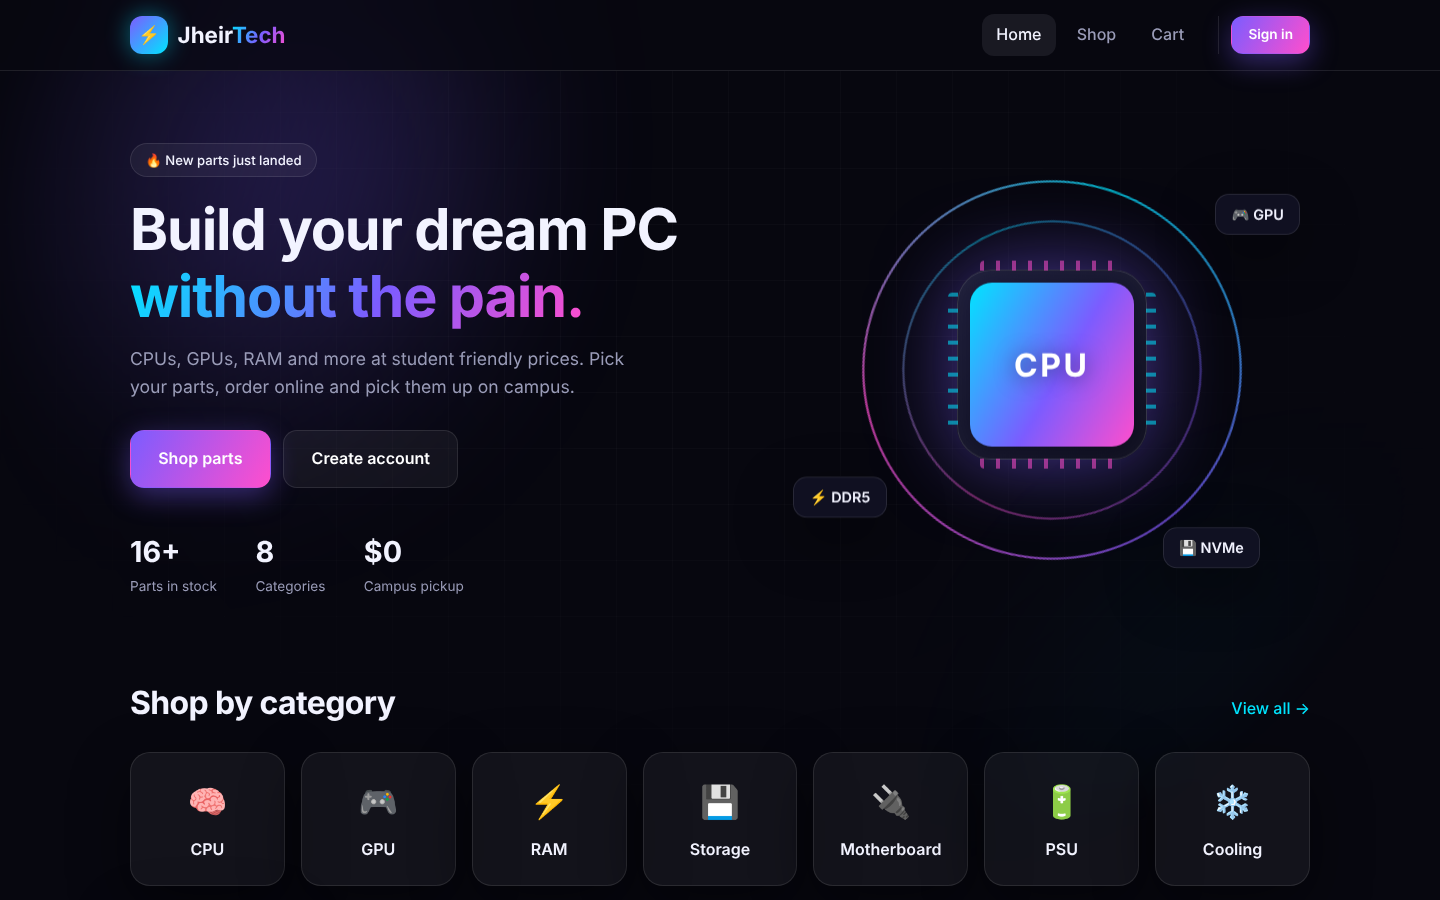 ⚡ JheirTech
Home
Shop
Cart
Sign in
🔥 New parts just landed
Build your dream PC
without the pain.
CPUs, GPUs, RAM and more at student friendly prices. Pick
your parts, order online and pick them up on campus.
Shop parts
Create account
16+
Parts in stock
8
Categories
$0
Campus pickup
🎮 GPU
CPU
⚡ DDR5
💾 NVMe
Shop by category
View all →
CPU
GPU
RAM
Storage
Motherboard
PSU
Cooling